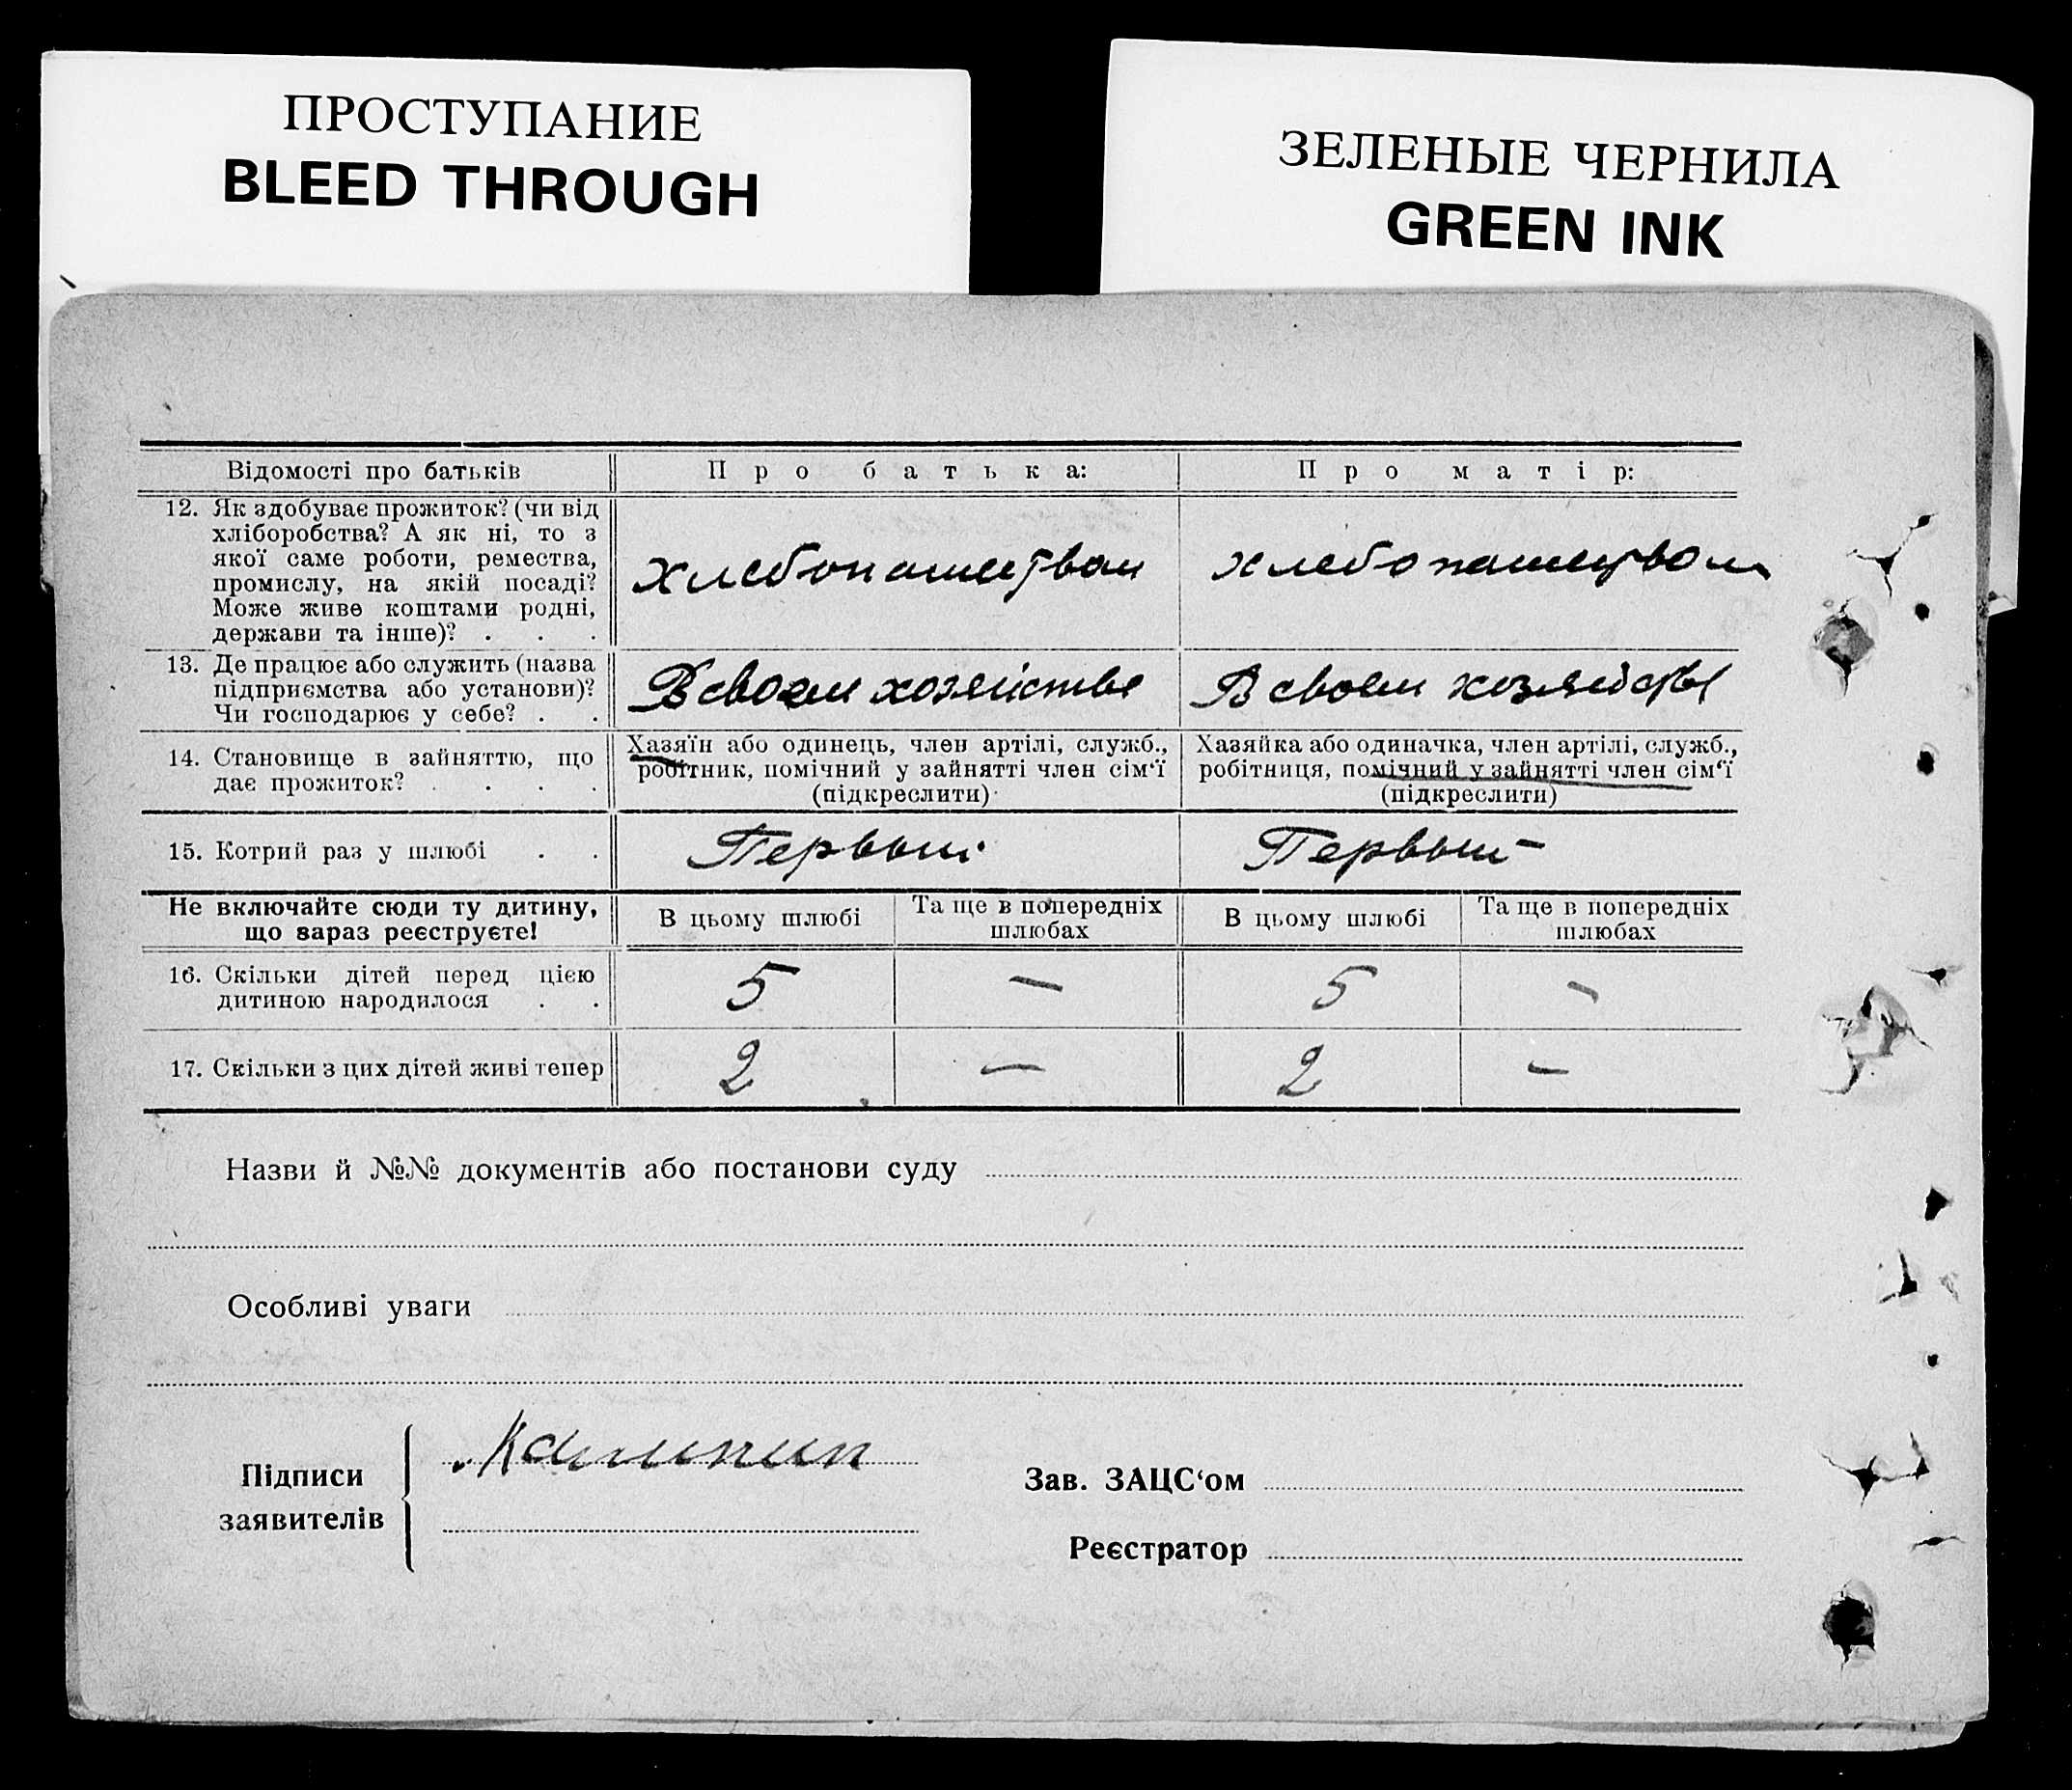 ПРОСТУПАНИЕ
BLEED THROUGH
ЗЕЛЕНЫЕ ЧЕРНИЛА
GREEN INK
Відомості про батьків
Про батька:
Про матір:
12. Як здобуває прожиток? (чи від
хліборобства? А як ні, то з
якої саме роботи, ремества,
промислу, на якій посаді?
Може живе коштами родні,
держави та інше)? . . .
хлебопашеством
хлебопашеством
13. Де працює або служить (назва
підприємства або установи)?
Чи господарює у себе? . .
В своем хозяйстве
В своем хозяйстве
14. Становище в зайняттю, що
дає прожиток? . . . .
Хазяїн або одинець, член артілі, служб.,
робітник, помічний у зайнятті член сім‘ї
(підкреслити)
Хазяйка або одиначка, член артілі, служб.,
робітниця, помічний у зайнятті член сім‘ї
(підкреслити)
15. Котрий раз у шлюбі . .
Первый
Первый
Не включайте сюди ту дитину,
що зараз реєструєте!
В цьому шлюбі
Та ще в попередніх
шлюбах
В цьому шлюбі
Та ще в попередніх
шлюбах
16. Скільки дітей перед цією
дитиною народилося . .
5 — 5 —
17. Скільки з цих дітей живі тепер
2 — 2 —
Назви й №№ документів або постанови суду
Особливі уваги
Підписи
заявителів
Калинин
Зав. ЗАЦС‘ом
Реєстратор